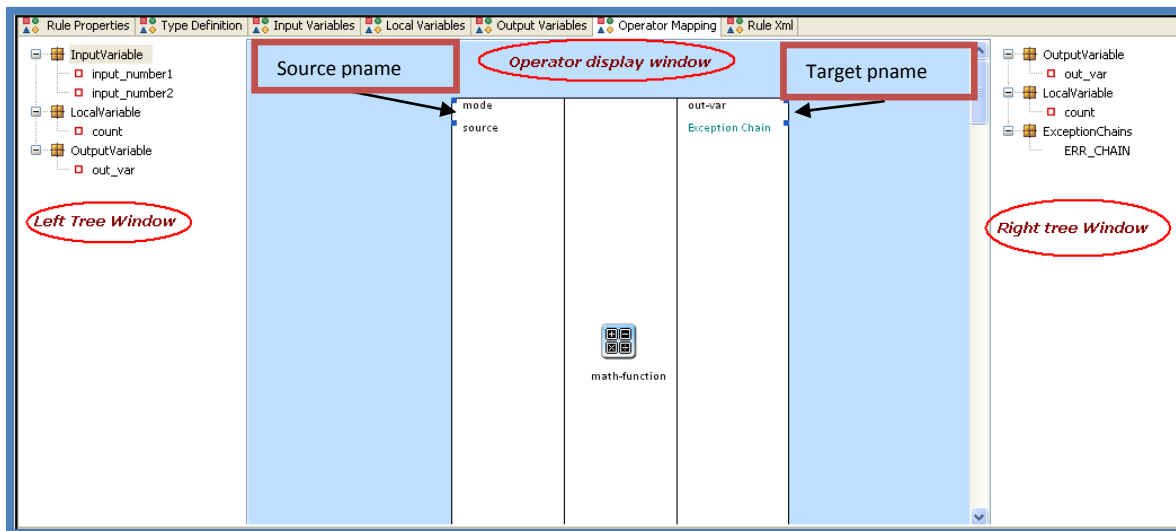 Rule Properties Type Definition Input Variables Local Variables Output Variables Operator Mapping Rule Xml
InputVariable
input_number1
input_number2
LocalVariable
count
OutputVariable
out_var
Left Tree Window
Source pname
Operator display window
Target pname
mode
source
out-var
Exception Chain
math-function
OutputVariable
out_var
LocalVariable
count
ExceptionChains
ERR_CHAIN
Right tree Window